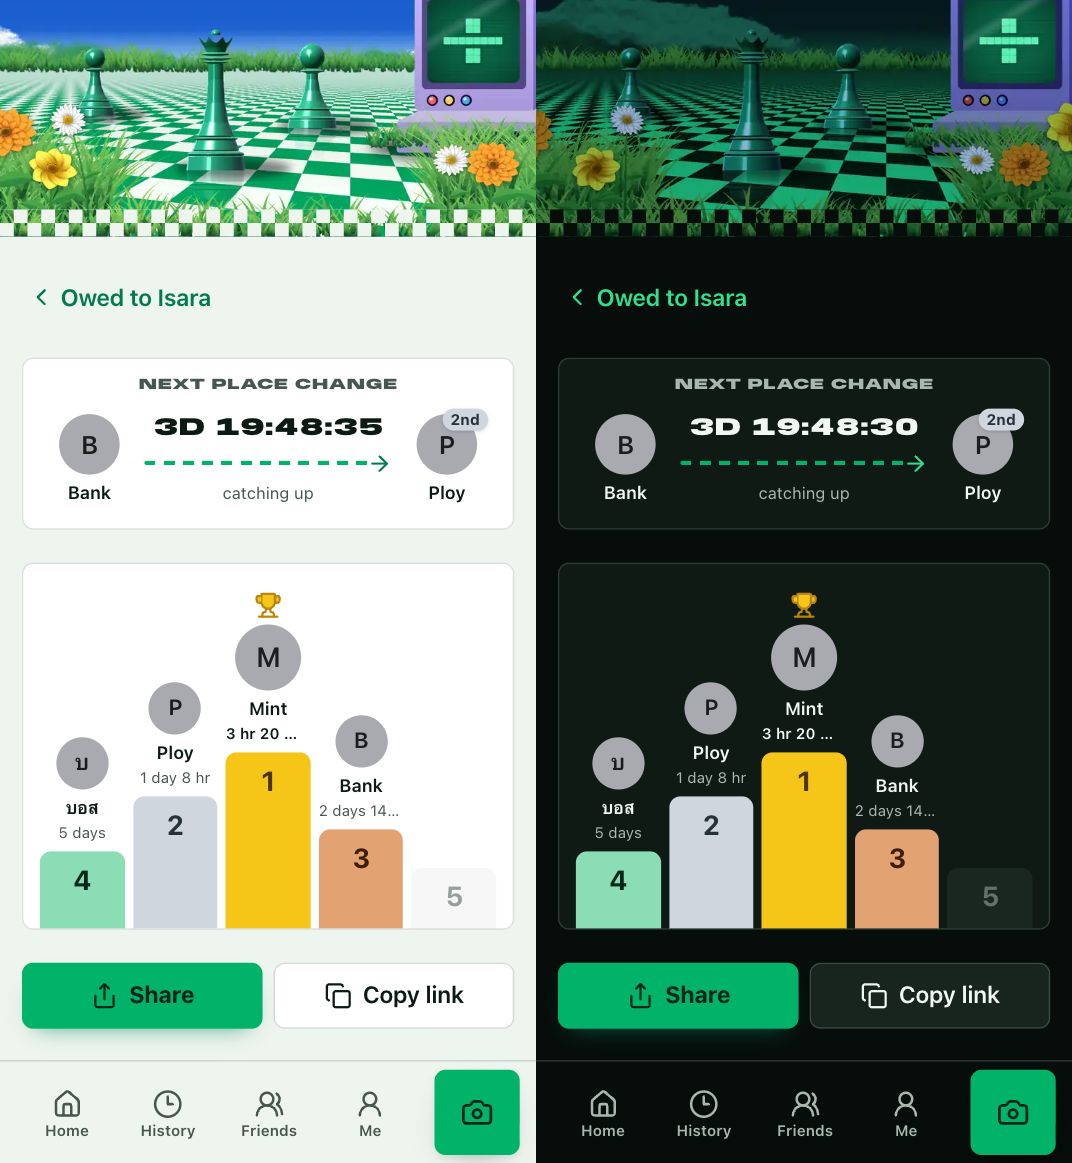 Owed to Isara
NEXT PLACE CHANGE
B
3D 19:48:35
2nd
P
Bank
catching up
Ploy
M
Mint
3 hr 20 ...
P
Ploy
1 day 8 hr
B
Bank
2 days 14...
บ
บอส
5 days
4
2
1
3
5
Share
Copy link
Home
History
Friends
Me
Owed to Isara
NEXT PLACE CHANGE
B
3D 19:48:30
2nd
P
Bank
catching up
Ploy
M
Mint
3 hr 20 ...
P
Ploy
1 day 8 hr
B
Bank
2 days 14...
บ
บอส
5 days
4
2
1
3
5
Share
Copy link
Home
History
Friends
Me